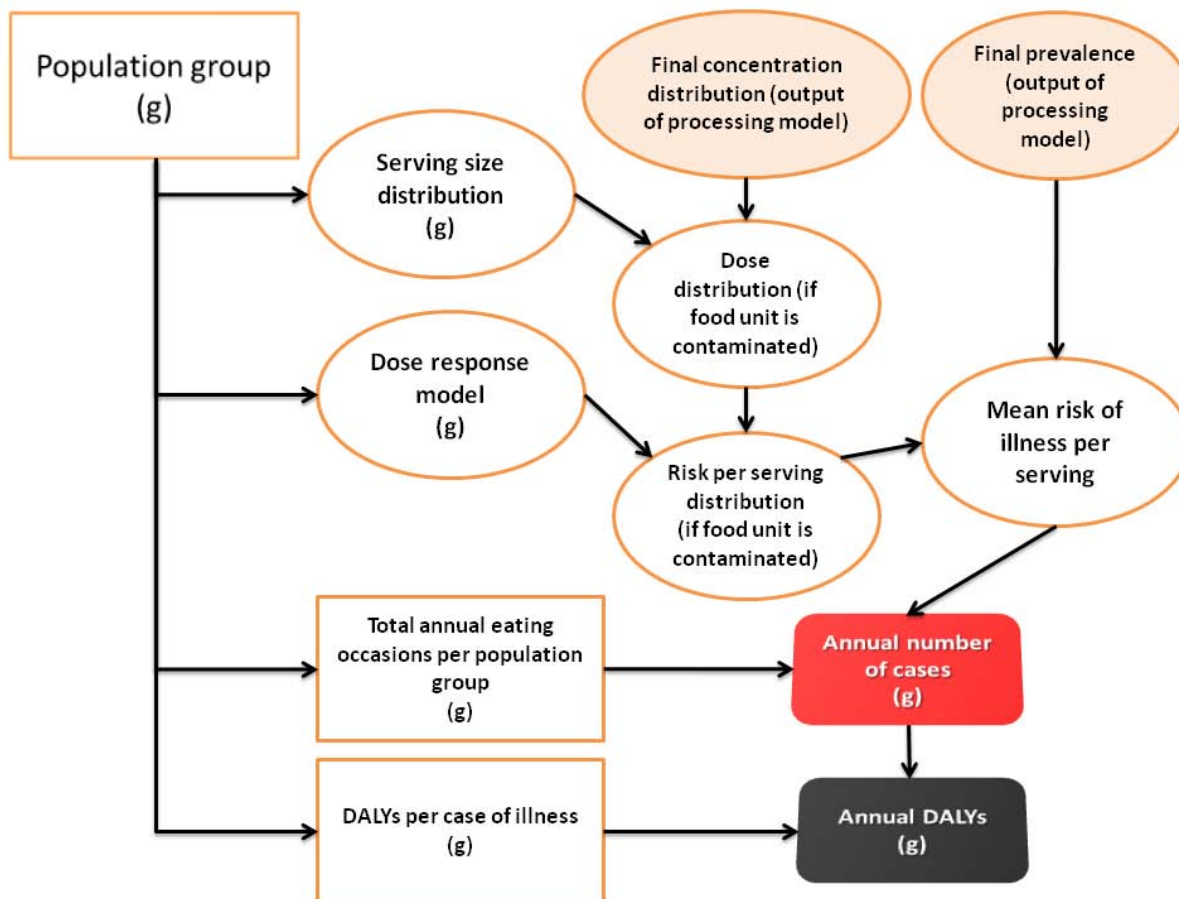 Population group
(g)
Final concentration
distribution (output
of processing model)
Final prevalence
(output of
processing
model)
Serving size
distribution
(g)
Dose
distribution (if
food unit is
contaminated)
Dose response
model
(g)
Mean risk of
illness per
serving
Risk per serving
distribution
(if food unit is
contaminated)
Total annual eating
occasions per population
group
(g)
Annual number
of cases
(g)
DALYs per case of illness
(g)
Annual DALYs
(g)